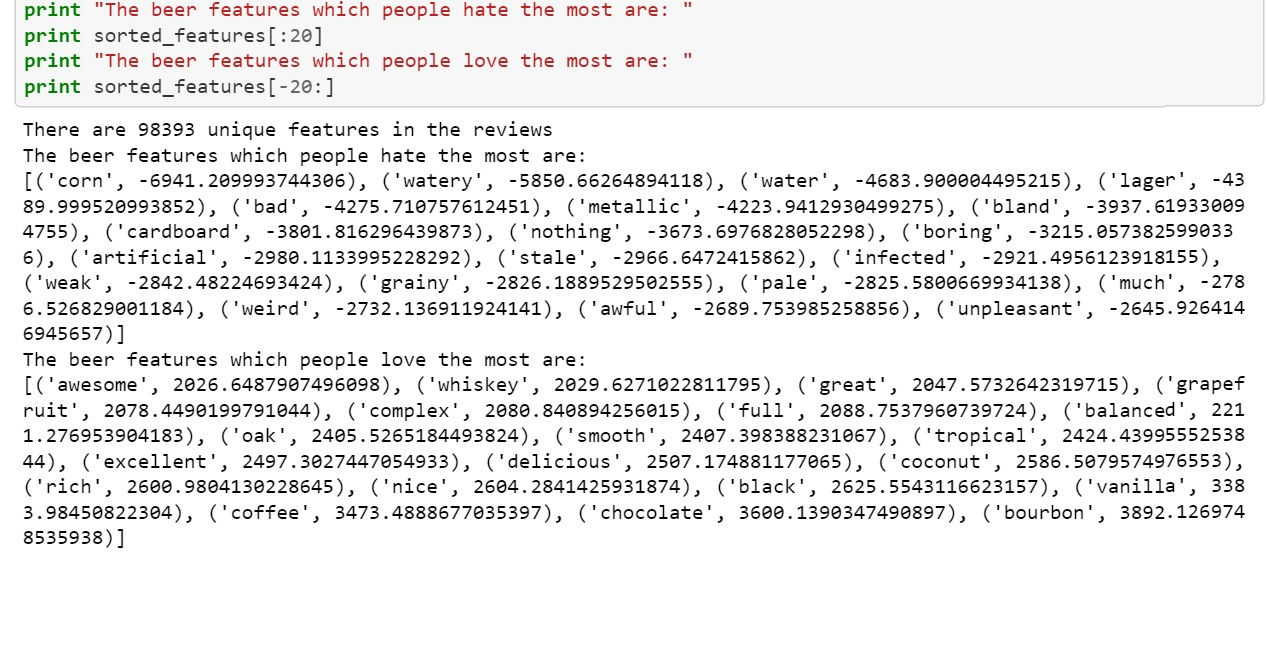 print "The beer features which people hate the most are: "
print sorted_features[:20]
print "The beer features which people love the most are: "
print sorted_features[-20:]
There are 98393 unique features in the reviews
The beer features which people hate the most are:
[('corn', -6941.209993744306), ('watery', -5850.66264894118), ('water', -4683.900004495215), ('lager', -43
89.999520993852), ('bad', -4275.710757612451), ('metallic', -4223.9412930499275), ('bland', -3937.61933009
4755), ('cardboard', -3801.816296439873), ('nothing', -3673.6976828052298), ('boring', -3215.057382599033
6), ('artificial', -2980.1133995228292), ('stale', -2966.6472415862), ('infected', -2921.4956123918155),
('weak', -2842.48224693424), ('grainy', -2826.1889529502555), ('pale', -2825.5800669934138), ('much', -278
6.526829001184), ('weird', -2732.136911924141), ('awful', -2689.753985258856), ('unpleasant', -2645.926414
6945657)]
The beer features which people love the most are:
[('awesome', 2026.6487907496098), ('whiskey', 2029.6271022811795), ('great', 2047.5732642319715), ('grapef
ruit', 2078.4490199791044), ('complex', 2080.840894256015), ('full', 2088.7537960739724), ('balanced', 221
1.276953904183), ('oak', 2405.5265184493824), ('smooth', 2407.398388231067), ('tropical', 2424.43995552538
44), ('excellent', 2497.3027447054933), ('delicious', 2507.174881177065), ('coconut', 2586.5079574976553),
('rich', 2600.9804130228645), ('nice', 2604.2841425931874), ('black', 2625.5543116623157), ('vanilla', 338
3.98450822304), ('coffee', 3473.4888677035397), ('chocolate', 3600.1390347490897), ('bourbon', 3892.126974
8535938)]